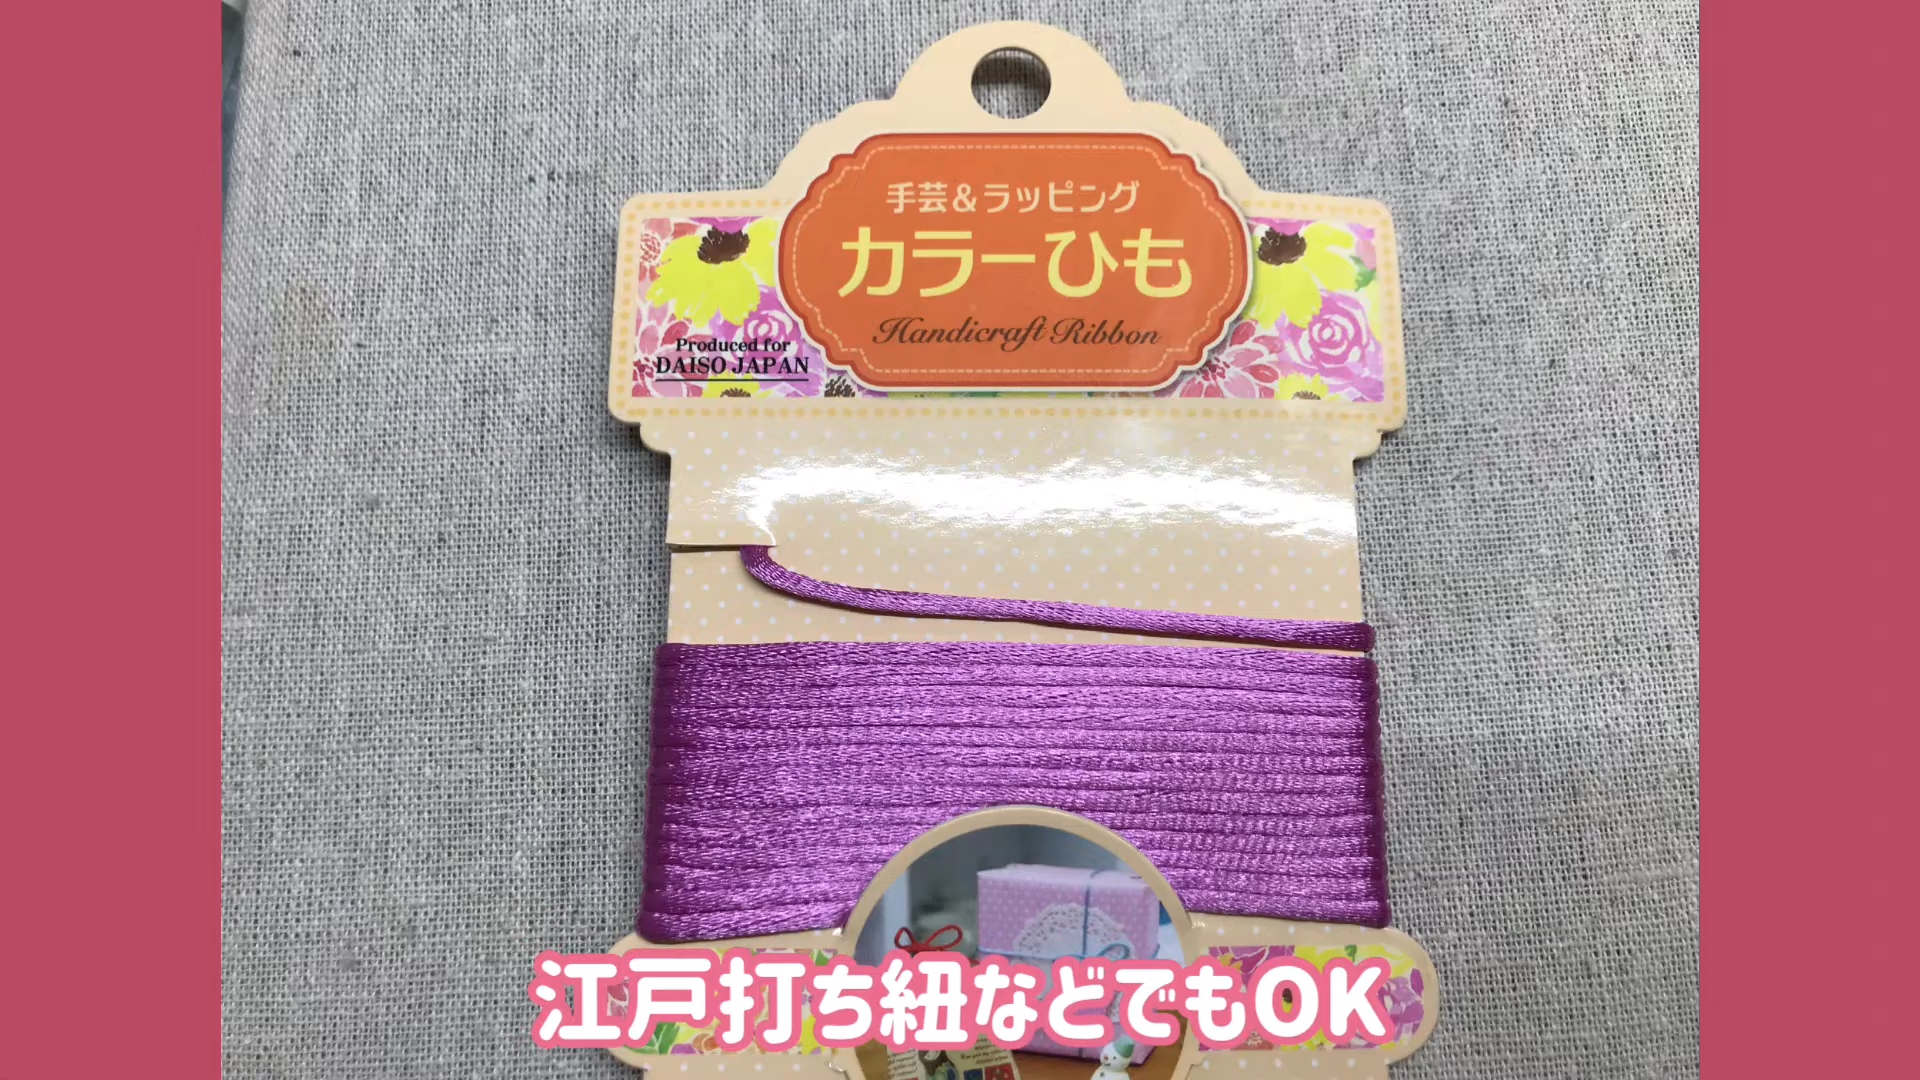 手芸&ラッピング
カラーひも
Handicraft Ribbon
Produced for
DAISO JAPAN
江戸打ち紐などでもOK